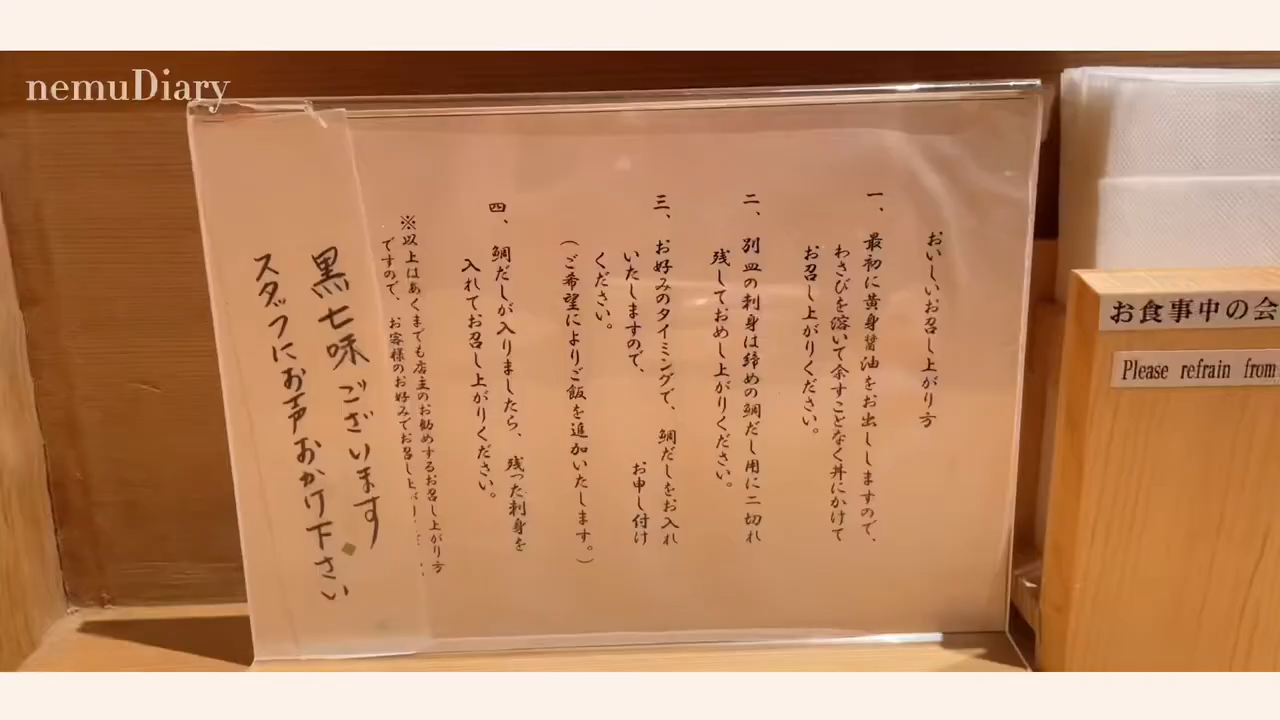 nemuDiary
おいしいお召し上がり方
一、最初に黄身醤油をお出ししますので、
わさびを溶いて余すことなく丼にかけて
お召し上がりください。
二、別皿の刺身は締めの鯛だし用に二切れ
残しておめし上がりください。
三、お好みのタイミングで、鯛だしをお入れ
いたしますので、 お申し付け
ください。
（ご希望によりご飯を追加いたします。）
四、鯛だしが入りましたら、残った刺身を
入れてお召し上がりください。
※以上はあくまでも店主のお勧めするお召し上がり方
ですので、お客様のお好みでお召し上が
黒七味ございます
スタッフにお声おかけ下さい
お食事中の会
Please refrain from